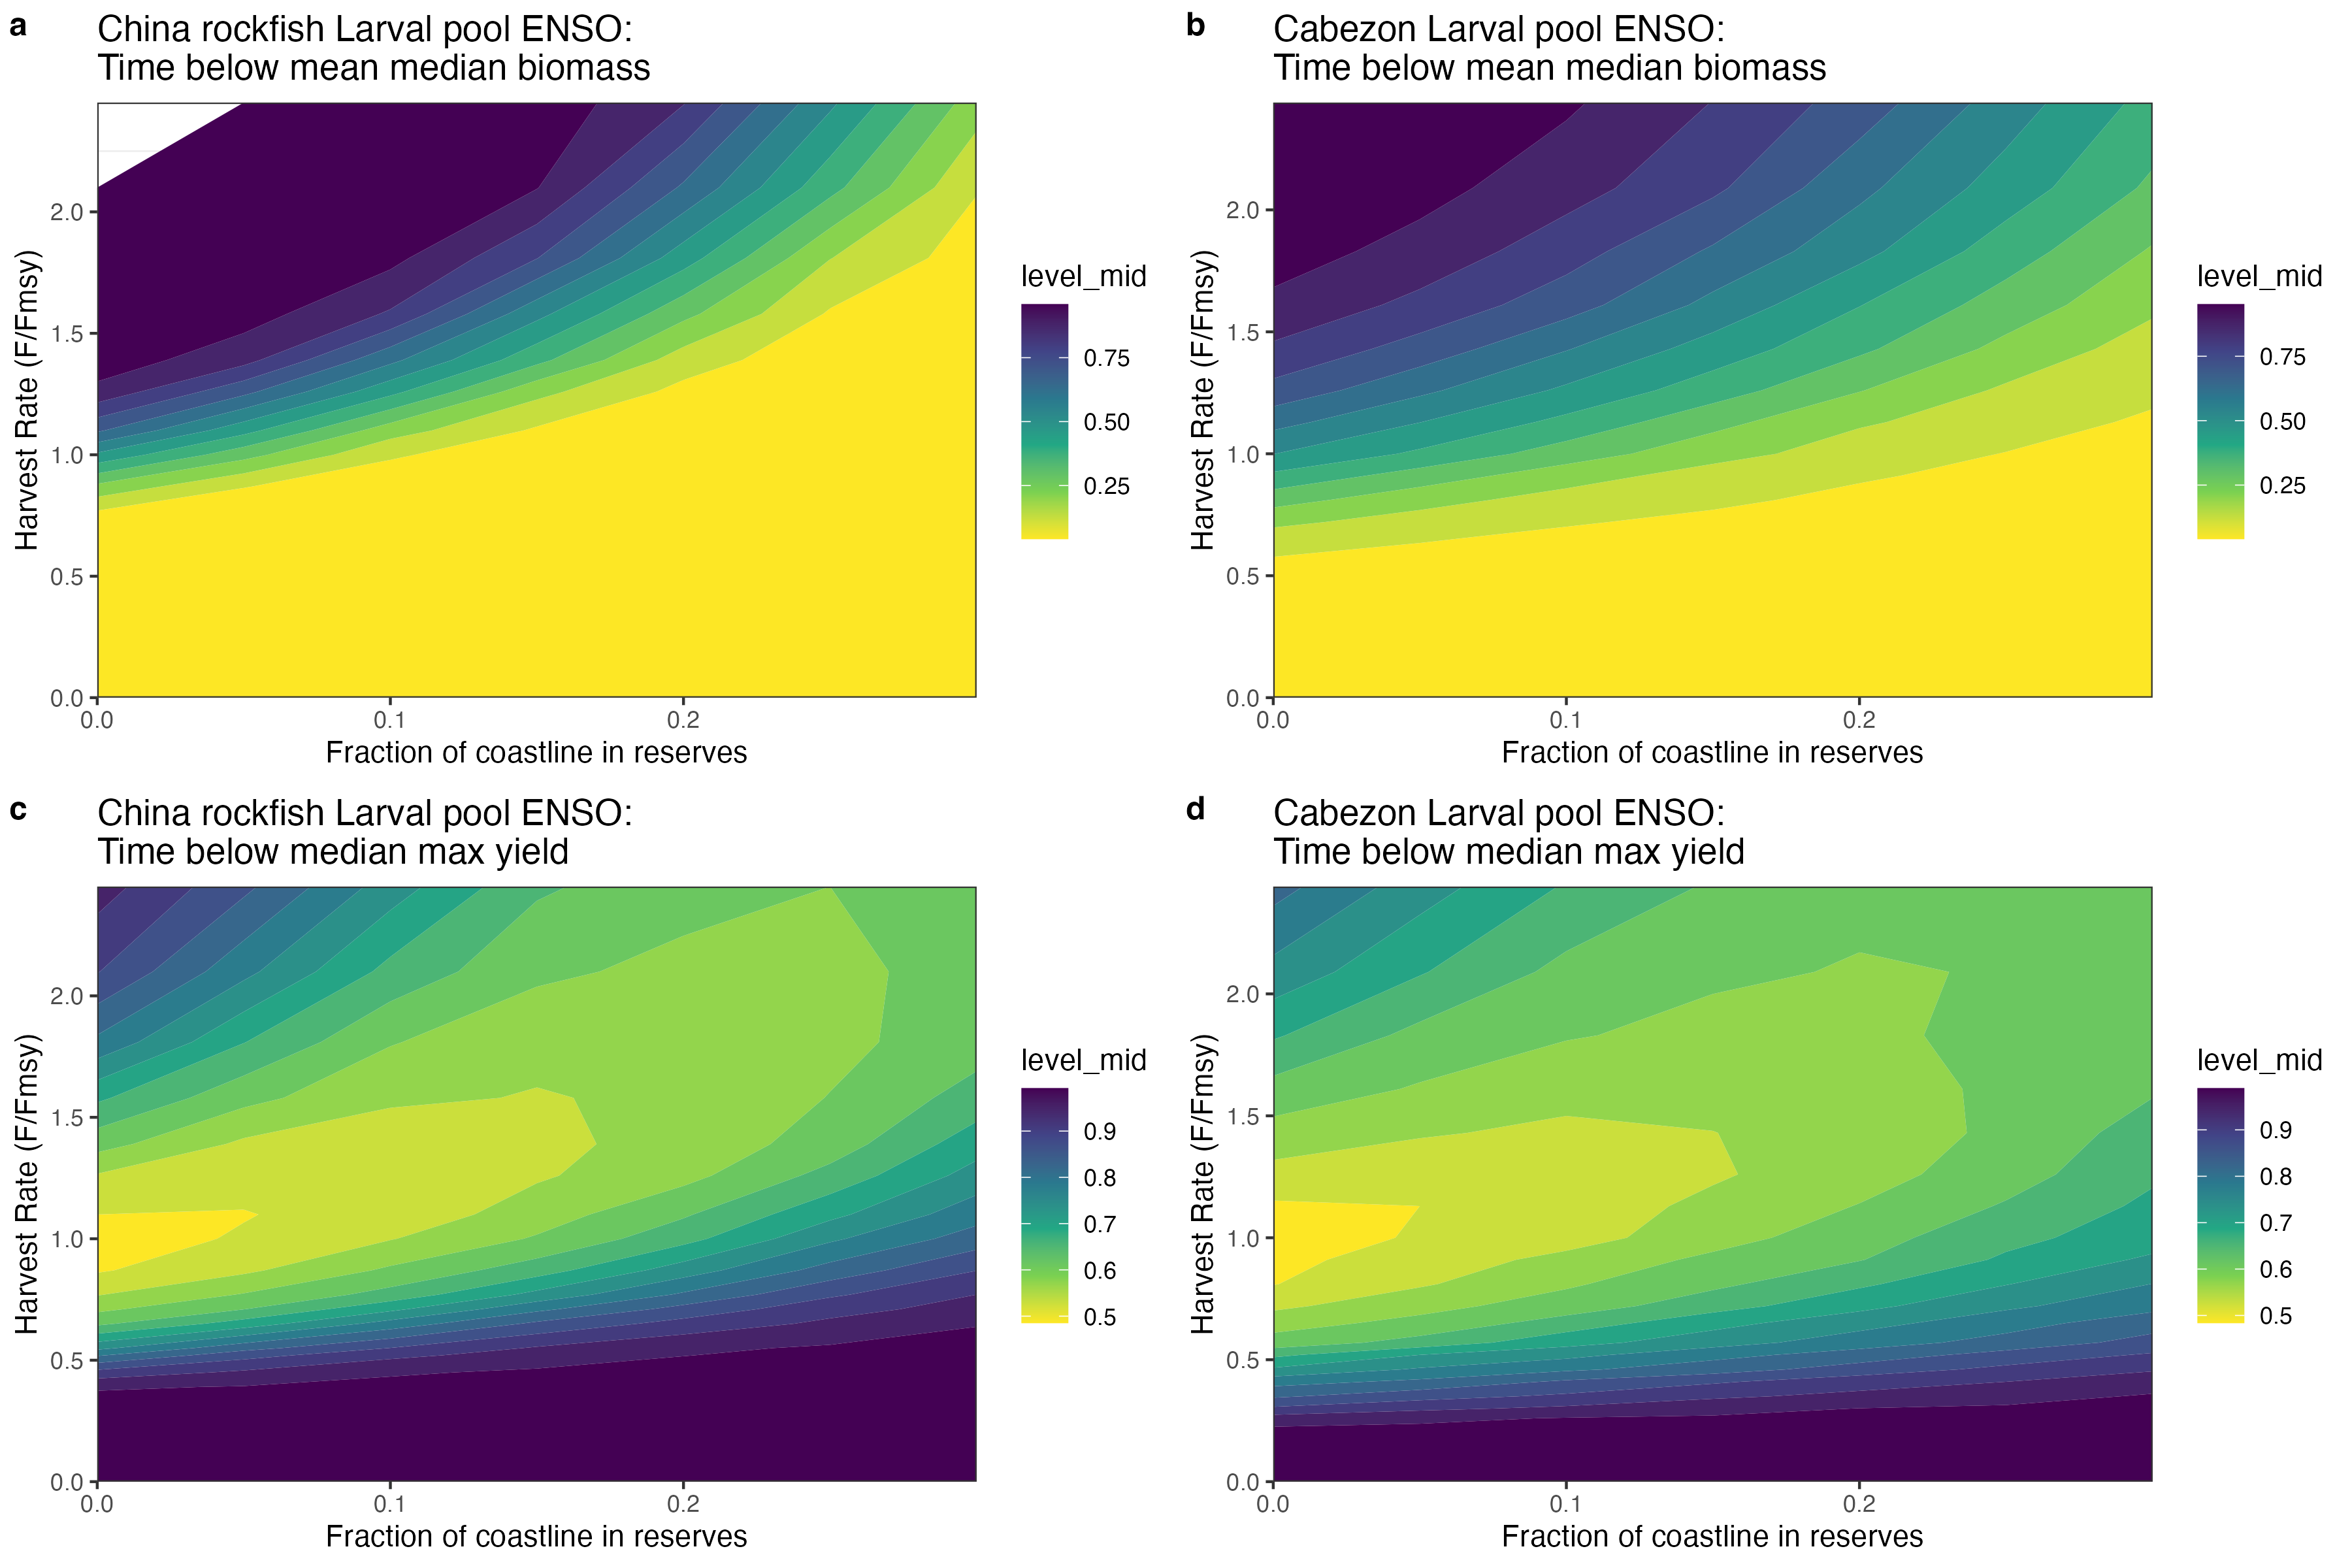 a
China rockfish Larval pool ENSO:
Time below mean median biomass
Harvest Rate (F/Fmsy)
2.0
1.5
1.0
0.5
0.0
0.0
0.1
0.2
Fraction of coastline in reserves
level_mid
0.75
0.50
0.25
b
Cabezon Larval pool ENSO:
Time below mean median biomass
Harvest Rate (F/Fmsy)
2.0
1.5
1.0
0.5
0.0
0.0
0.1
0.2
Fraction of coastline in reserves
level_mid
0.75
0.50
0.25
c
China rockfish Larval pool ENSO:
Time below median max yield
Harvest Rate (F/Fmsy)
2.0
1.5
1.0
0.5
0.0
0.0
0.1
0.2
Fraction of coastline in reserves
level_mid
0.9
0.8
0.7
0.6
0.5
d
Cabezon Larval pool ENSO:
Time below median max yield
Harvest Rate (F/Fmsy)
2.0
1.5
1.0
0.5
0.0
0.0
0.1
0.2
Fraction of coastline in reserves
level_mid
0.9
0.8
0.7
0.6
0.5